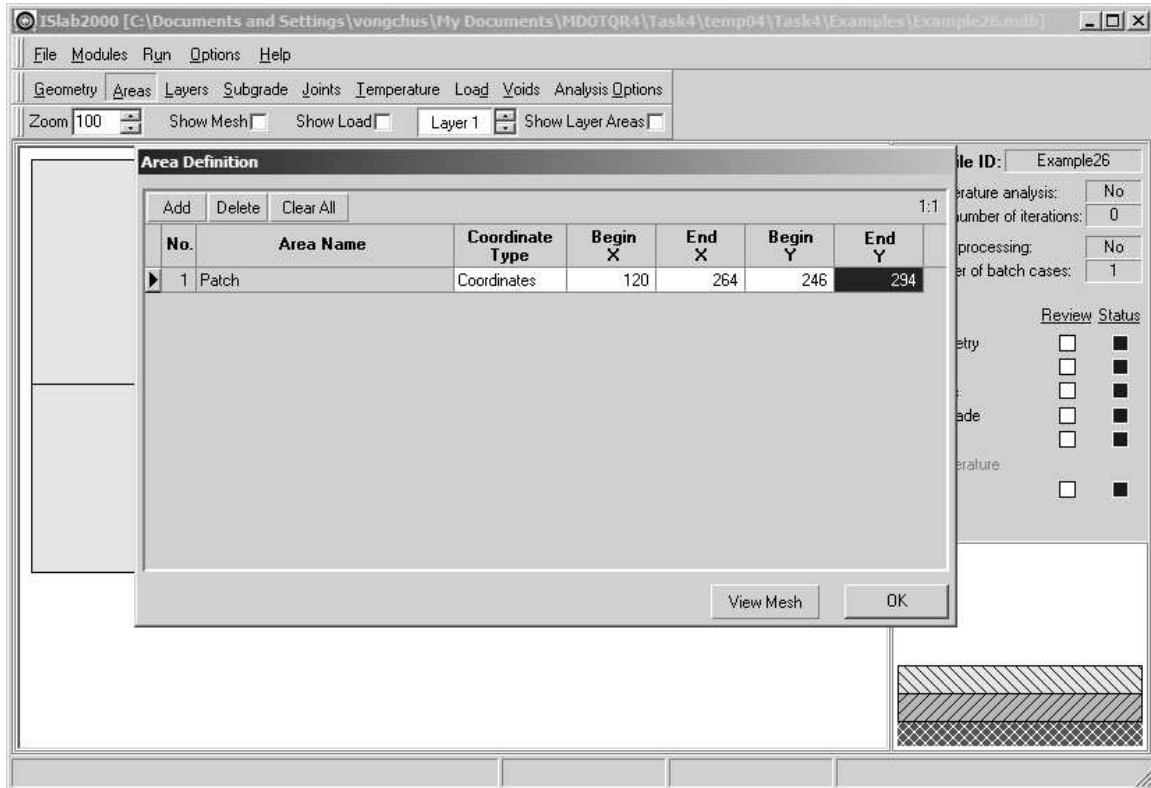 ISlab2000 [C:\Documents and Settings\vongchus\My Documents\MDOTQR4\Task4\temp04\Task4\Examples\Example26.mdb]
File Modules Run Options Help
Geometry Areas Layers Subgrade Joints Temperature Load Voids Analysis Options
Zoom 100 Show Mesh Show Load Layer 1 Show Layer Areas
Area Definition
ile ID: Example26
erature analysis: No
number of iterations: 0
processing: No
er of batch cases: 1
Add Delete Clear All 1:1
No. Area Name Coordinate Type Begin X End X Begin Y End Y
1 Patch Coordinates 120 264 246 294
Review Status
etry
s:
ade
erature
View Mesh OK